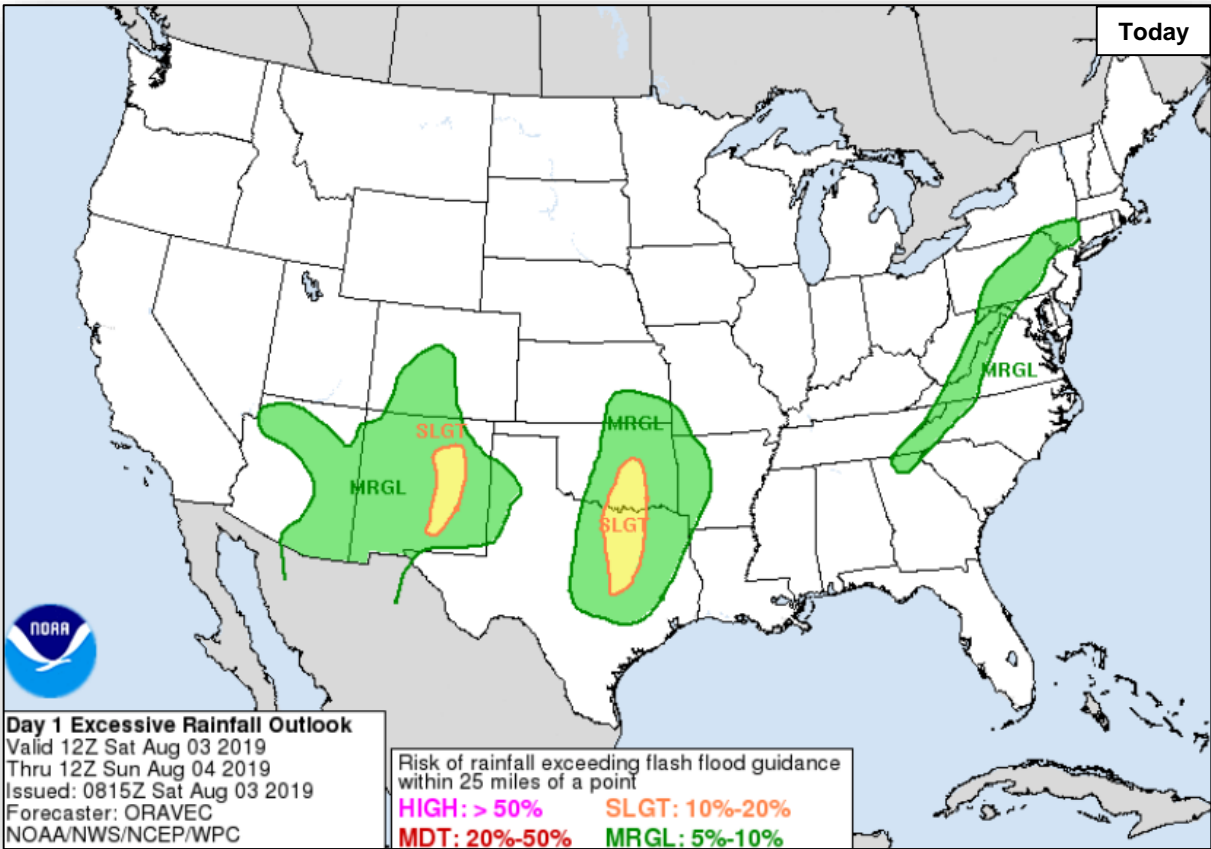 Today
MRGL
SLGT
MRGL
MRGL
SLGT
NOAA
Day 1 Excessive Rainfall Outlook
Valid 12Z Sat Aug 03 2019
Thru 12Z Sun Aug 04 2019
Issued: 0815Z Sat Aug 03 2019
Forecaster: ORAVEC
NOAA/NWS/NCEP/WPC
Risk of rainfall exceeding flash flood guidance
within 25 miles of a point
HIGH: > 50% SLGT: 10%-20%
MDT: 20%-50% MRGL: 5%-10%